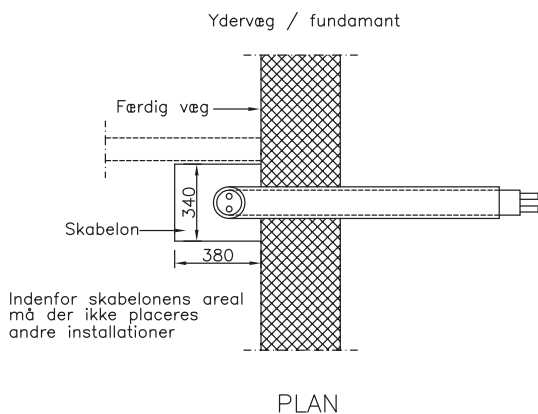 Ydervæg / fundamant
Færdig væg
340
Skabelon
380
Indenfor skabelonens areal
må der ikke placeres
andre installationer
PLAN